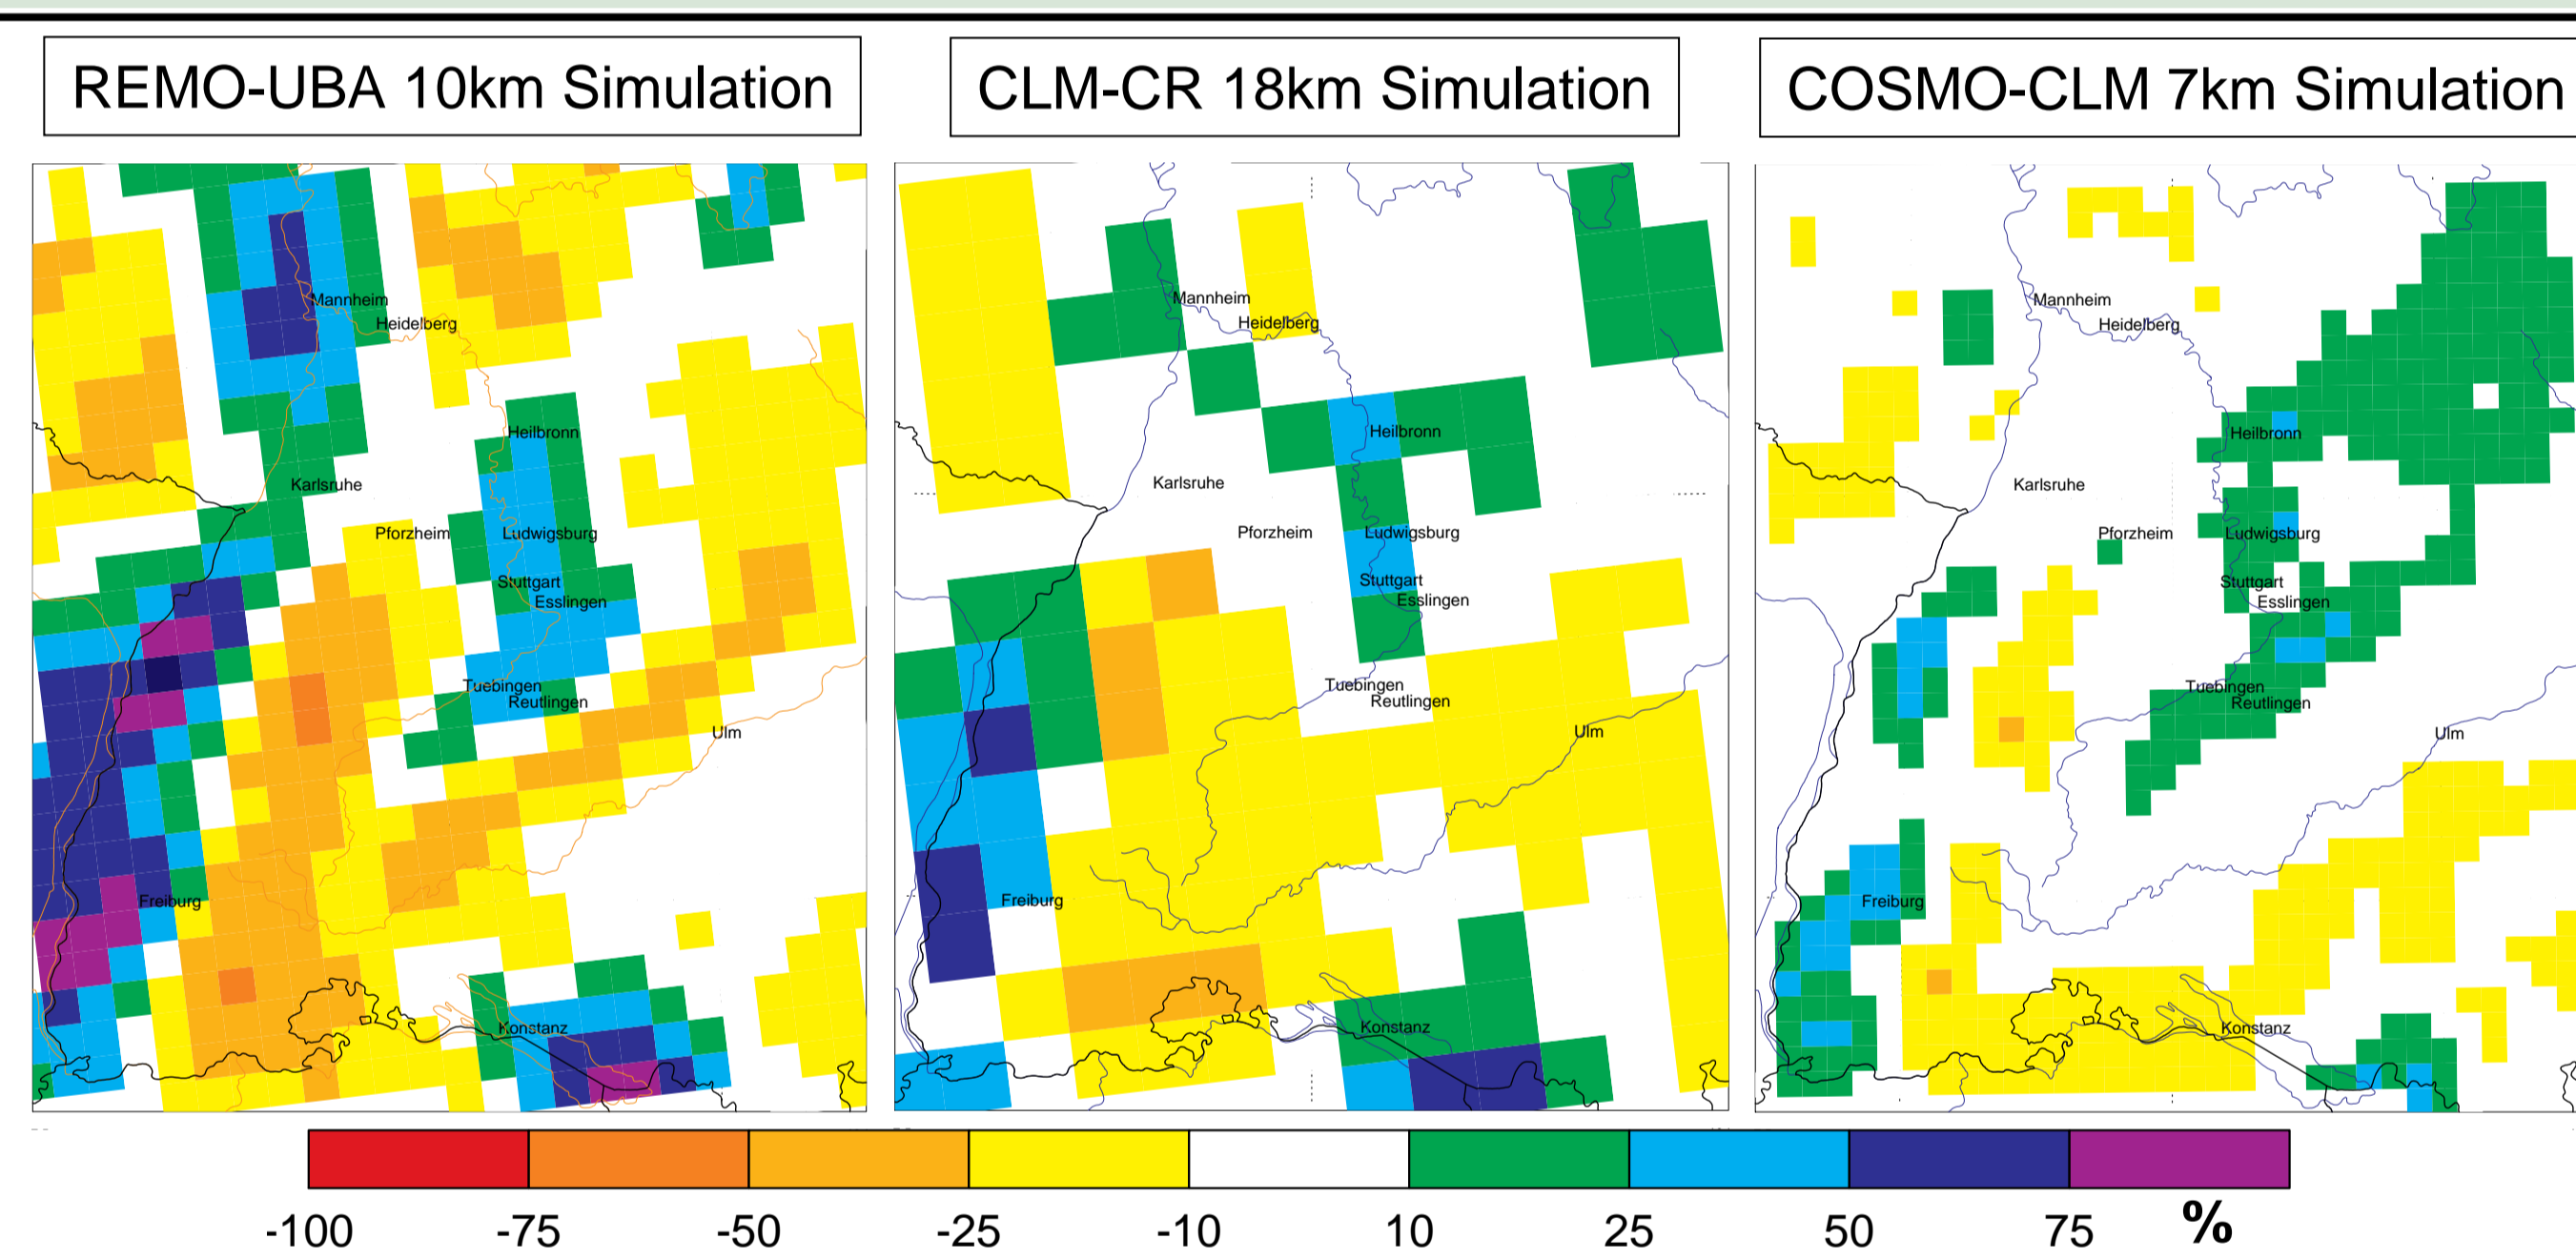 REMO-UBA 10km Simulation
CLM-CR 18km Simulation
COSMO-CLM 7km Simulation
Mannheim
Heidelberg
Heilbronn
Karlsruhe
Pforzheim
Ludwigsburg
Stuttgart
Esslingen
Tuebingen
Reutlingen
Ulm
Freiburg
Konstanz
Mannheim
Heidelberg
Heilbronn
Karlsruhe
Pforzheim
Ludwigsburg
Stuttgart
Esslingen
Tuebingen
Reutlingen
Ulm
Freiburg
Konstanz
Mannheim
Heidelberg
Heilbronn
Karlsruhe
Pforzheim
Ludwigsburg
Stuttgart
Esslingen
Tuebingen
Reutlingen
Ulm
Freiburg
Konstanz
-100 -75 -50 -25 -10 10 25 50 75 %